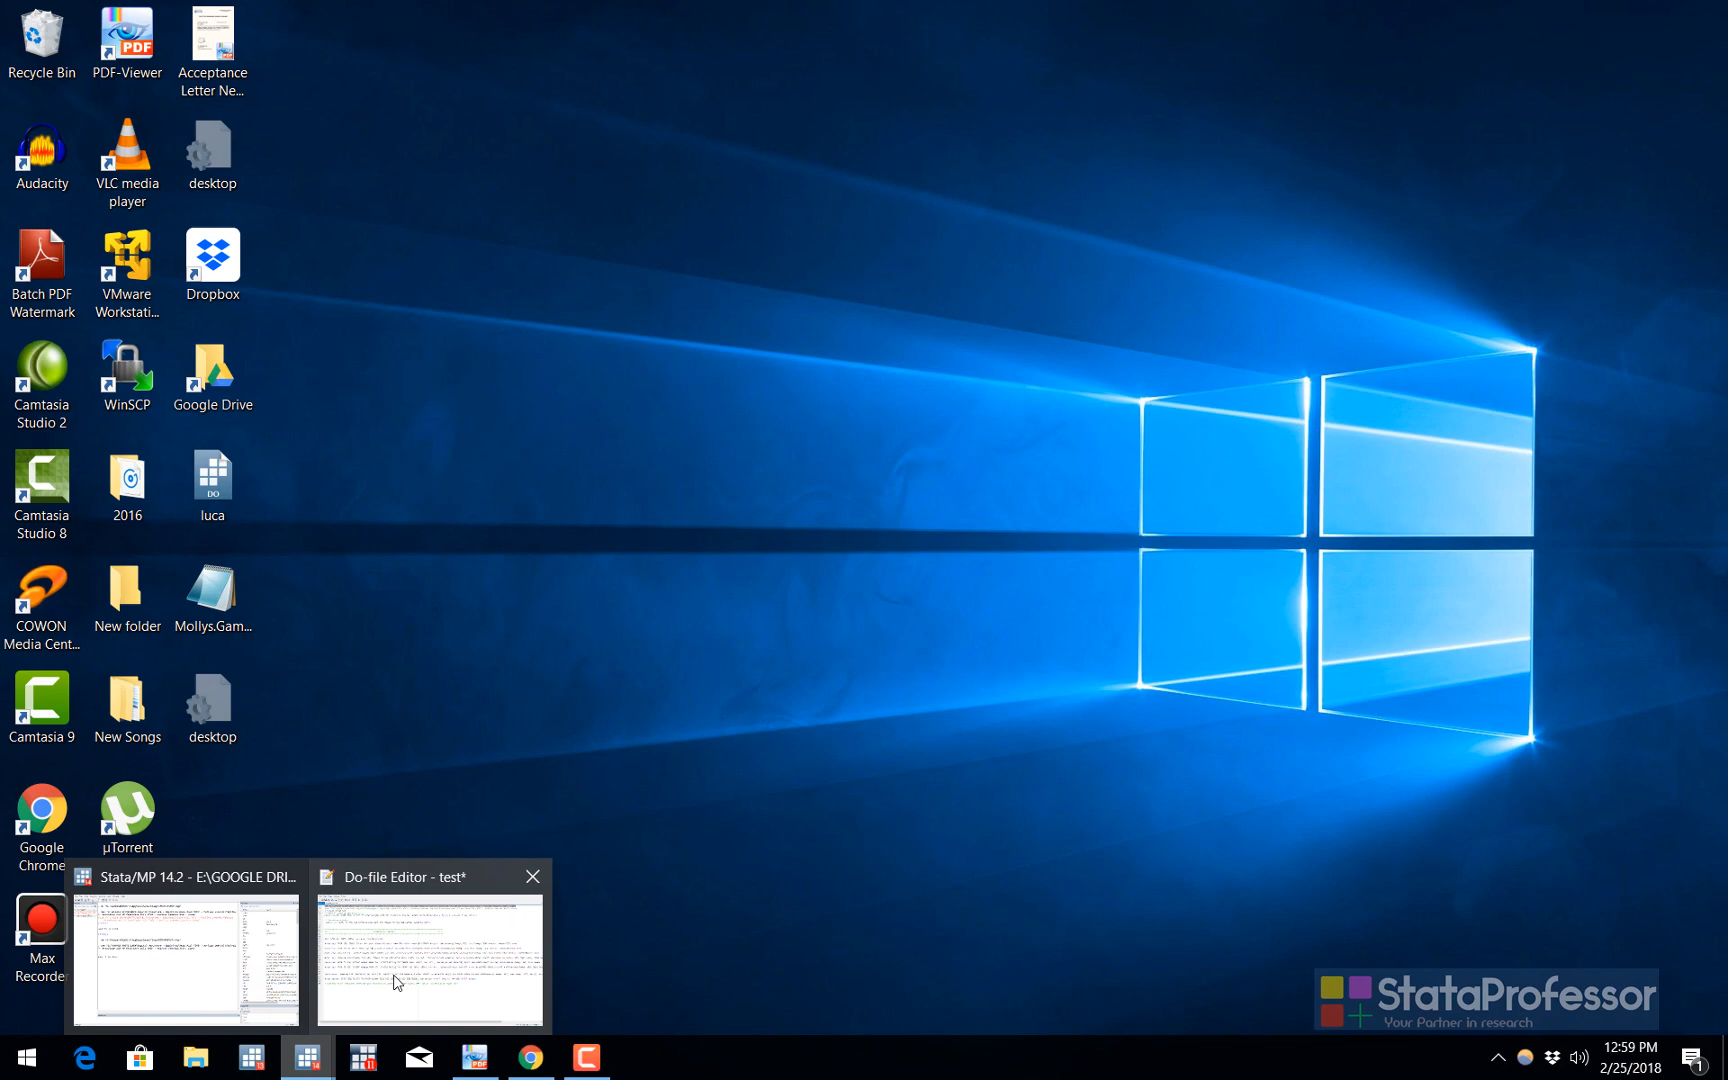 Recycle Bin
PDF-Viewer
Acceptance
Letter Ne...
Audacity
VLC media
player
desktop
Batch PDF
Watermark
VMware
Workstati...
Dropbox
Camtasia
Studio 2
WinSCP
Google Drive
Camtasia
Studio 8
2016
DO
luca
COWON
Media Cent...
New folder
Mollys.Gam...
Camtasia 9
New Songs
desktop
Google
Chrome
µTorrent
Max
Recorder
Stata/MP 14.2 - E:\GOOGLE DRI...
Do-file Editor - test*
StataProfessor
Your Partner in research
12:59 PM
2/25/2018
1